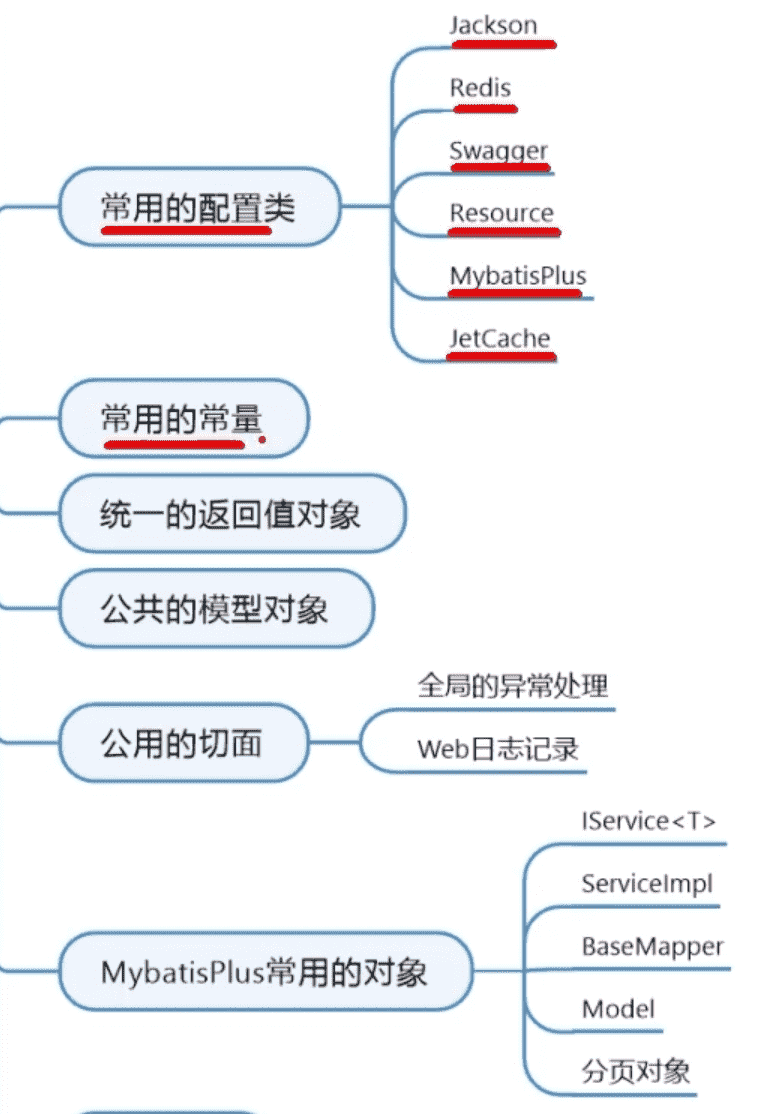 常用的配置类
Jackson
Redis
Swagger
Resource
MybatisPlus
JetCache
常用的常量
统一的返回值对象
公共的模型对象
公用的切面
全局的异常处理
Web日志记录
MybatisPlus常用的对象
IService<T>
ServiceImpl
BaseMapper
Model
分页对象